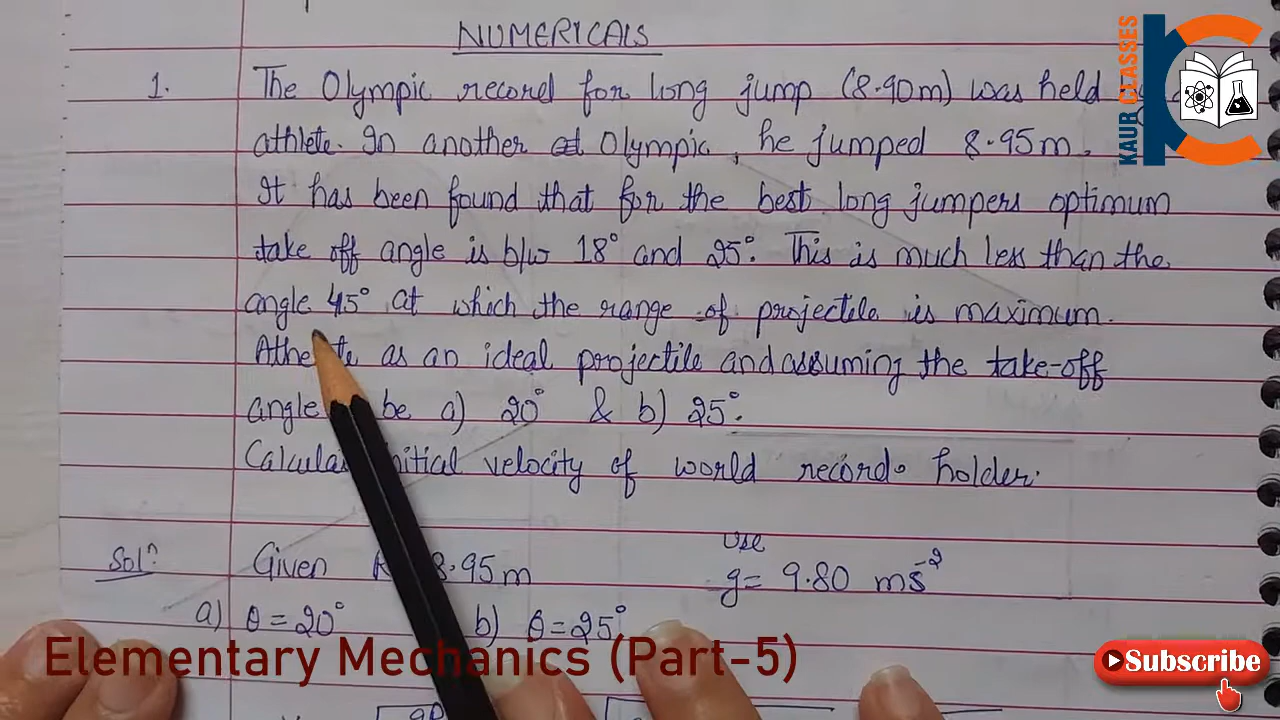 NUMERICALS
1. The Olympic record for long jump (8.90m) was held
athlete. In another Olympic, he jumped 8.95m.
It has been found that for the best long jumpers optimum
take off angle is b/w 18° and 25°. This is much less than the
angle 45° at which the range of projectile is maximum.
as an ideal projectile and assuming the take-off
angle be a) 20° & b) 25°.
initial velocity of world record holder.
Solⁿ. Given 8.95m use
g= 9.80 ms⁻²
a) θ = 20° b) θ = 25°
Elementary Mechanics (Part-5)
KAUR CLASSES
Subscribe